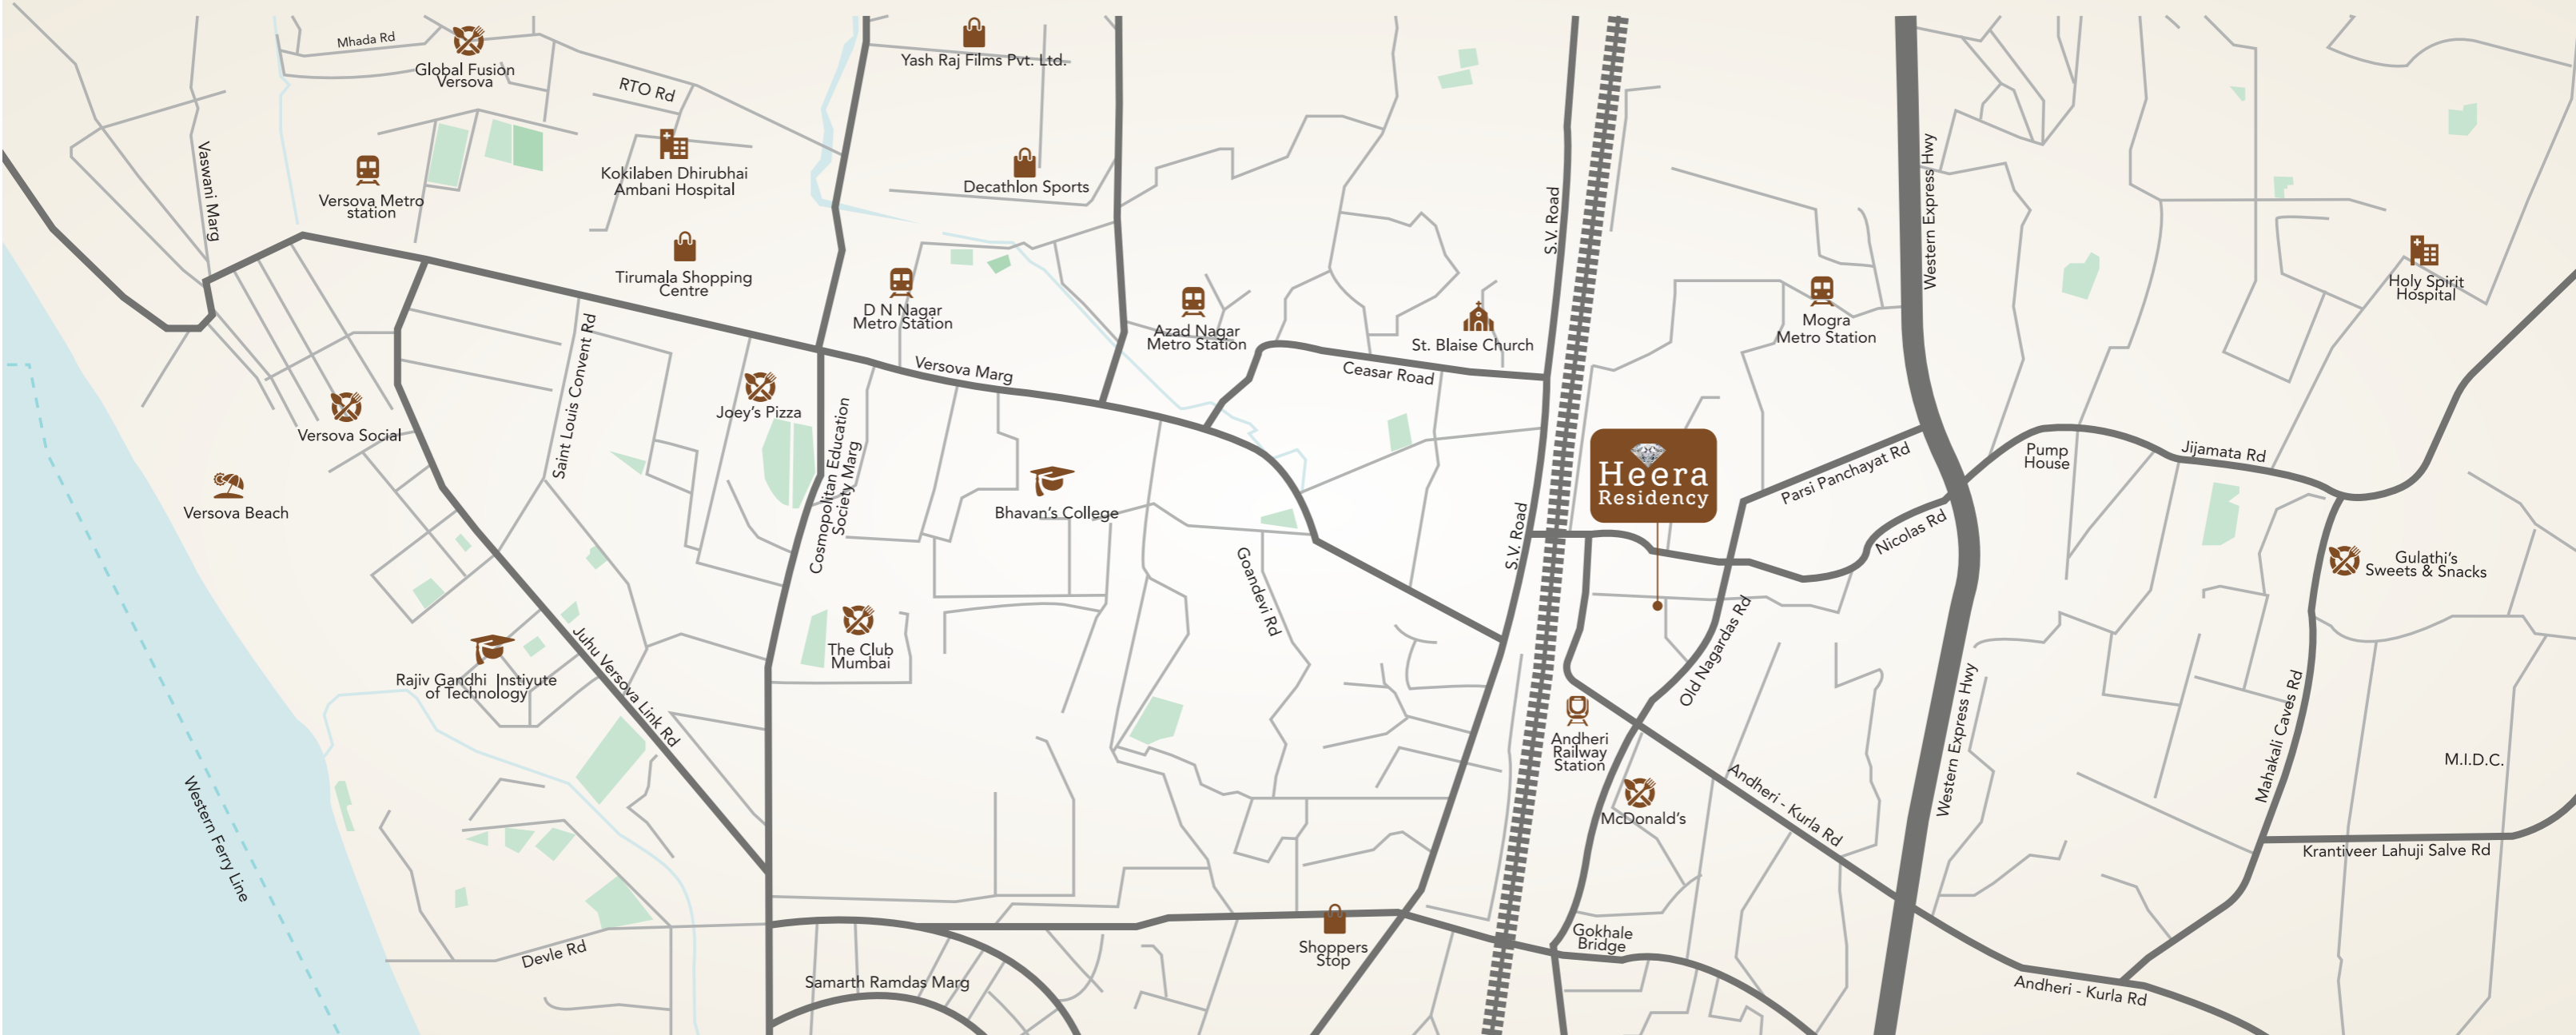 Mhada Rd
Global Fusion
Versova
RTO Rd
Yash Raj Films Pvt. Ltd.
Vaswani Marg
Versova Metro
station
Kokilaben Dhirubhai
Ambani Hospital
Decathlon Sports
S.V. Road
Western Express Hwy
Tirumala Shopping
Centre
D N Nagar
Metro Station
Azad Nagar
Metro Station
St. Blaise Church
Mogra
Metro Station
Holy Spirit
Hospital
Versova Marg
Ceasar Road
Saint Louis Convent Rd
Joey's Pizza
Versova Social
Cosmopolitan Education
Society Marg
Heera
Residency
Parsi Panchayat Rd
Pump
House
Jijamata Rd
Versova Beach
Bhavan's College
S.V. Road
Nicolas Rd
Gulathi's
Sweets & Snacks
Goandevi Rd
Old Nagardas Rd
The Club
Mumbai
Juhu Versova Link Rd
Rajiv Gandhi Instiyute
of Technology
Andheri
Railway
Station
Western Express Hwy
Mahakali Caves Rd
M.I.D.C.
McDonald's
Andheri - Kurla Rd
Western Ferry Line
Krantiveer Lahuji Salve Rd
Shoppers
Stop
Gokhale
Bridge
Devle Rd
Samarth Ramdas Marg
Andheri - Kurla Rd